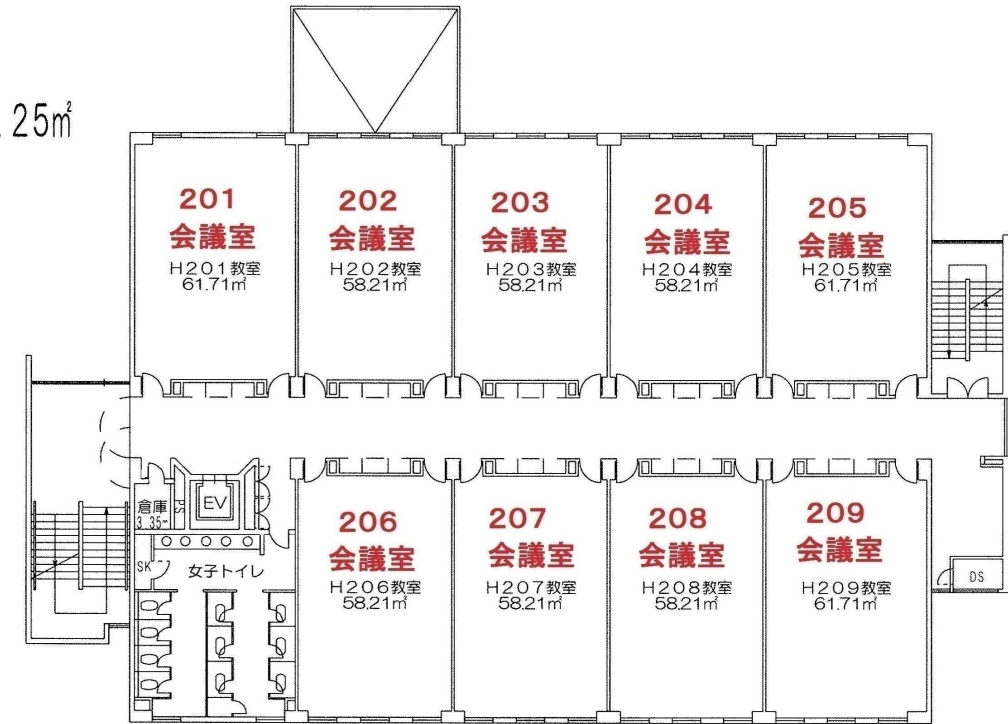 .25㎡
201
会議室
H201教室
61.71㎡
202
会議室
H202教室
58.21㎡
203
会議室
H203教室
58.21㎡
204
会議室
H204教室
58.21㎡
205
会議室
H205教室
61.71㎡
倉庫
3.35㎡
PS
EV
SK
女子トイレ
206
会議室
H206教室
58.21㎡
207
会議室
H207教室
58.21㎡
208
会議室
H208教室
58.21㎡
209
会議室
H209教室
61.71㎡
DS